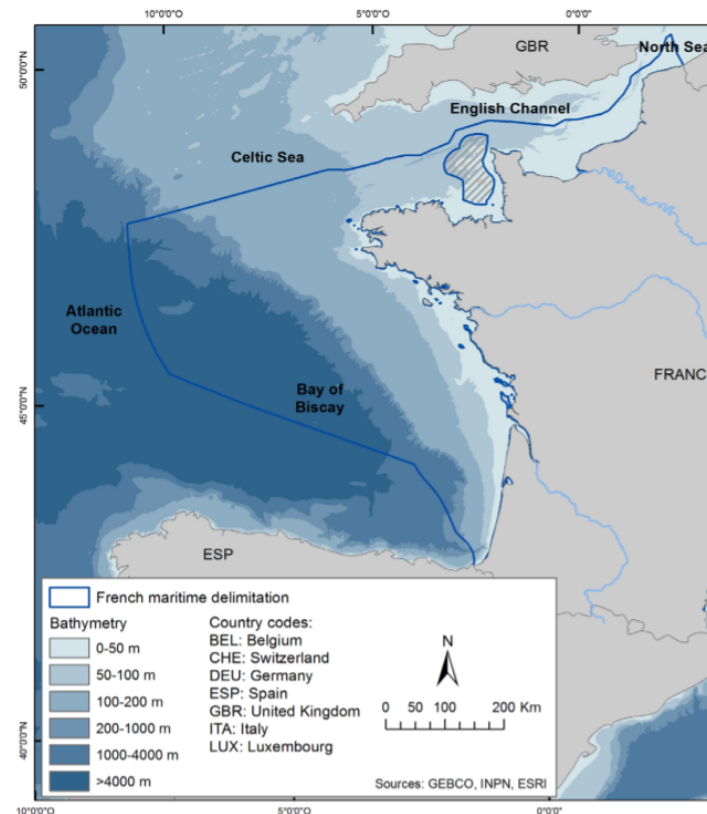 10°0'0"O
5°0'0"O
0°0'0"
GBR
North Sea
50°0'0"N
English Channel
Celtic Sea
Atlantic
Ocean
FRANC
Bay of
Biscay
45°0'0"N
ESP
French maritime delimitation
Bathymetry
0-50 m
50-100 m
100-200 m
200-1000 m
1000-4000 m
>4000 m
Country codes:
BEL: Belgium
CHE: Switzerland
DEU: Germany
ESP: Spain
GBR: United Kingdom
ITA: Italy
LUX: Luxembourg
N
0 50 100 200 Km
Sources: GEBCO, INPN, ESRI
40°0'0"N
10°0'0"O
5°0'0"O
0°0'0"